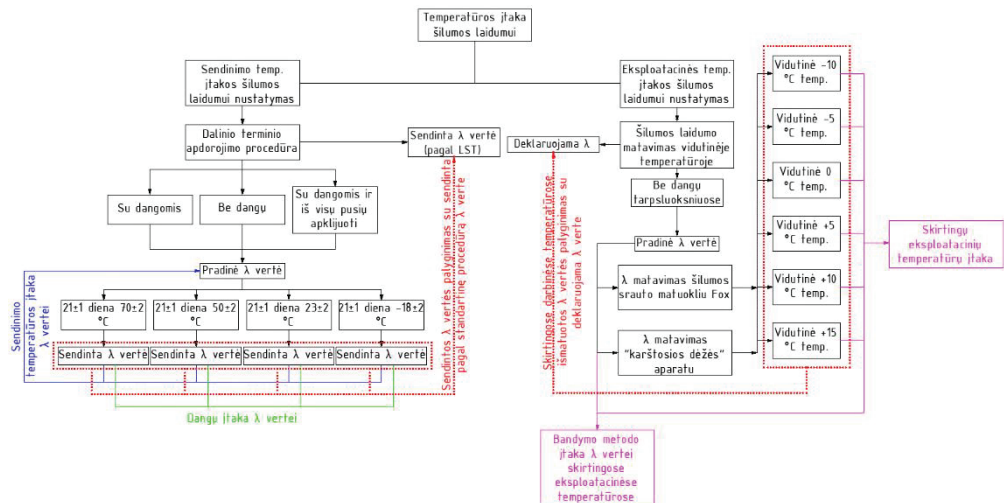 Temperatūros įtaka
šilumos laidumui
Sendinimo temp.
įtakos šilumos
laidumui nustatymas
Eksploatacinės temp.
įtakos šilumos
laidumui nustatymas
Dalinio terminio
apdorojimo procedūra
Sendinta λ vertė
(pagal LST)
Deklaruojama λ
Šilumos laidumo
matavimas vidutinėje
temperatūroje
Su dangomis
Be dangų
Su dangomis ir
iš visų pusių
apklijuoti
Be dangų
tarpsluoksniuose
Pradinė λ vertė
Pradinė λ vertė
21±1 diena 70±2
°C
21±1 diena 50±2
°C
21±1 diena 23±2
°C
21±1 diena -18±2
°C
Sendinta λ vertė
Sendinta λ vertė
Sendinta λ vertė
Sendinta λ vertė
Sendinimo
temperatūros įtaka
λ vertei
Dangų įtaka λ vertei
Sendintos λ vertės palyginimas su sendinta
pagal standartinę procedūrą λ verte
Skirtingose darbinėse temperatūrose
išmatuotos λ vertės palyginimas su
deklaruojama λ verte
λ matavimas šilumos
srauto matuokliu Fox
λ matavimas
"karštosios dėžės"
aparatu
Vidutinė -10
°C temp.
Vidutinė -5
°C temp.
Vidutinė 0
°C temp.
Vidutinė +5
°C temp.
Vidutinė +10
°C temp.
Vidutinė +15
°C temp.
Skirtingų
eksploatacinių
temperatūrų įtaka
Bandymo metodo
įtaka λ vertei
skirtingose
eksploatacinėse
temperatūrose